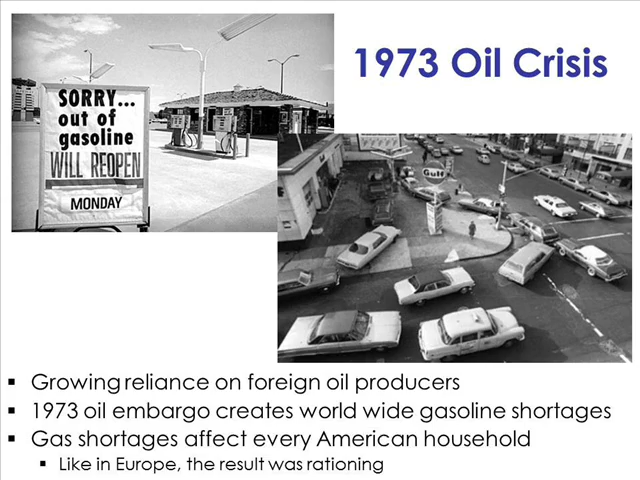 1973 Oil Crisis
SORRY...
out of
gasoline
WILL REOPEN
MONDAY
Gulf
▪ Growing reliance on foreign oil producers
▪ 1973 oil embargo creates world wide gasoline shortages
▪ Gas shortages affect every American household
▪ Like in Europe, the result was rationing